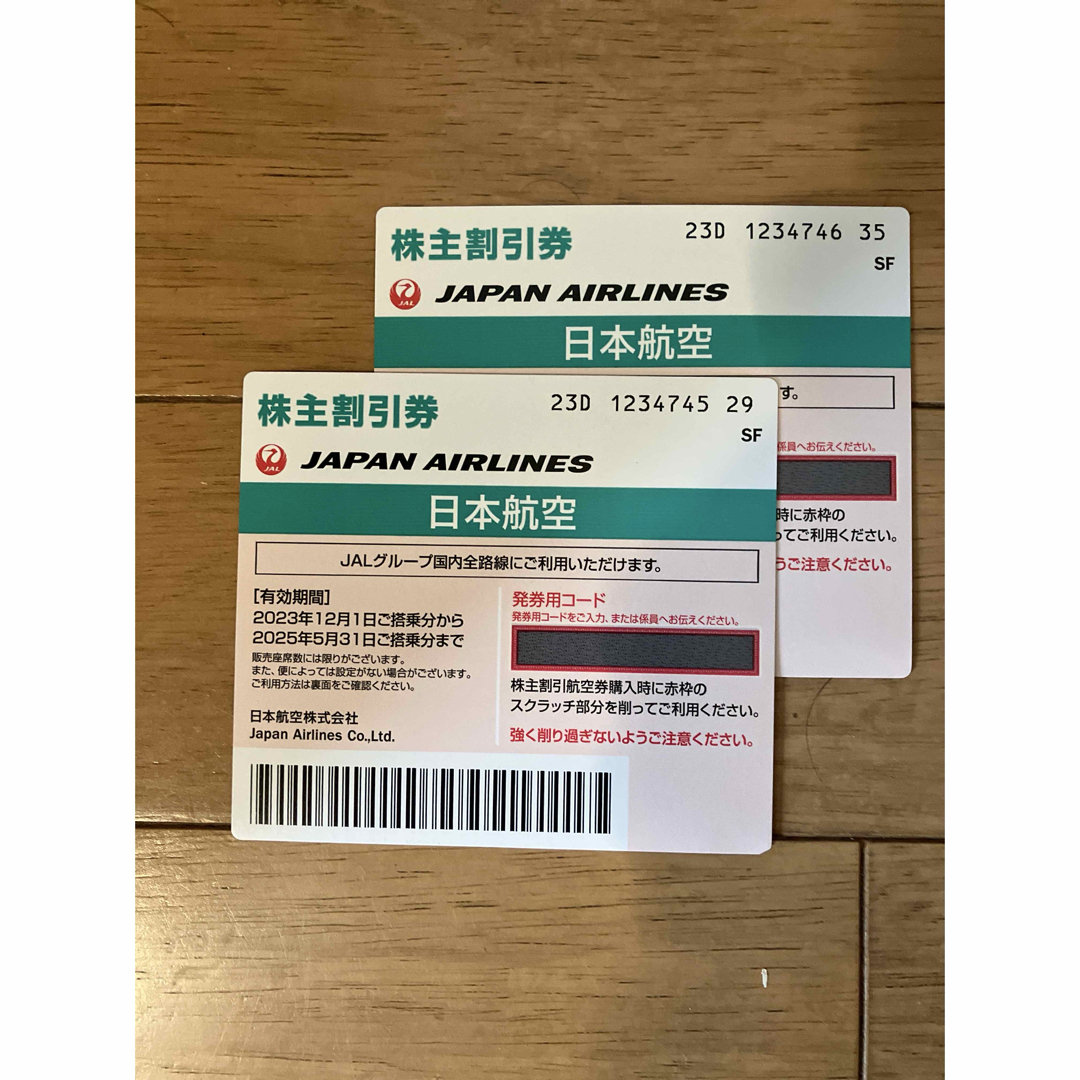 株主割引券 23D 1234746 35
SF
JAL JAPAN AIRLINES
日本航空
す。
係員へお伝えください。
時に赤枠の
ってご利用ください。
うご注意ください。
株主割引券 23D 1234745 29
SF
JAL JAPAN AIRLINES
日本航空
JALグループ国内全路線にご利用いただけます。
[有効期間]
2023年12月1日ご搭乗分から
2025年5月31日ご搭乗分まで
販売座席数には限りがございます。
また、便によっては設定がない場合がございます。
ご利用方法は裏面をご確認ください。
日本航空株式会社
Japan Airlines Co.,Ltd.
発券用コード
発券用コードをご入力、または係員へお伝えください。
株主割引航空券購入時に赤枠の
スクラッチ部分を削ってご利用ください。
強く削り過ぎないようご注意ください。